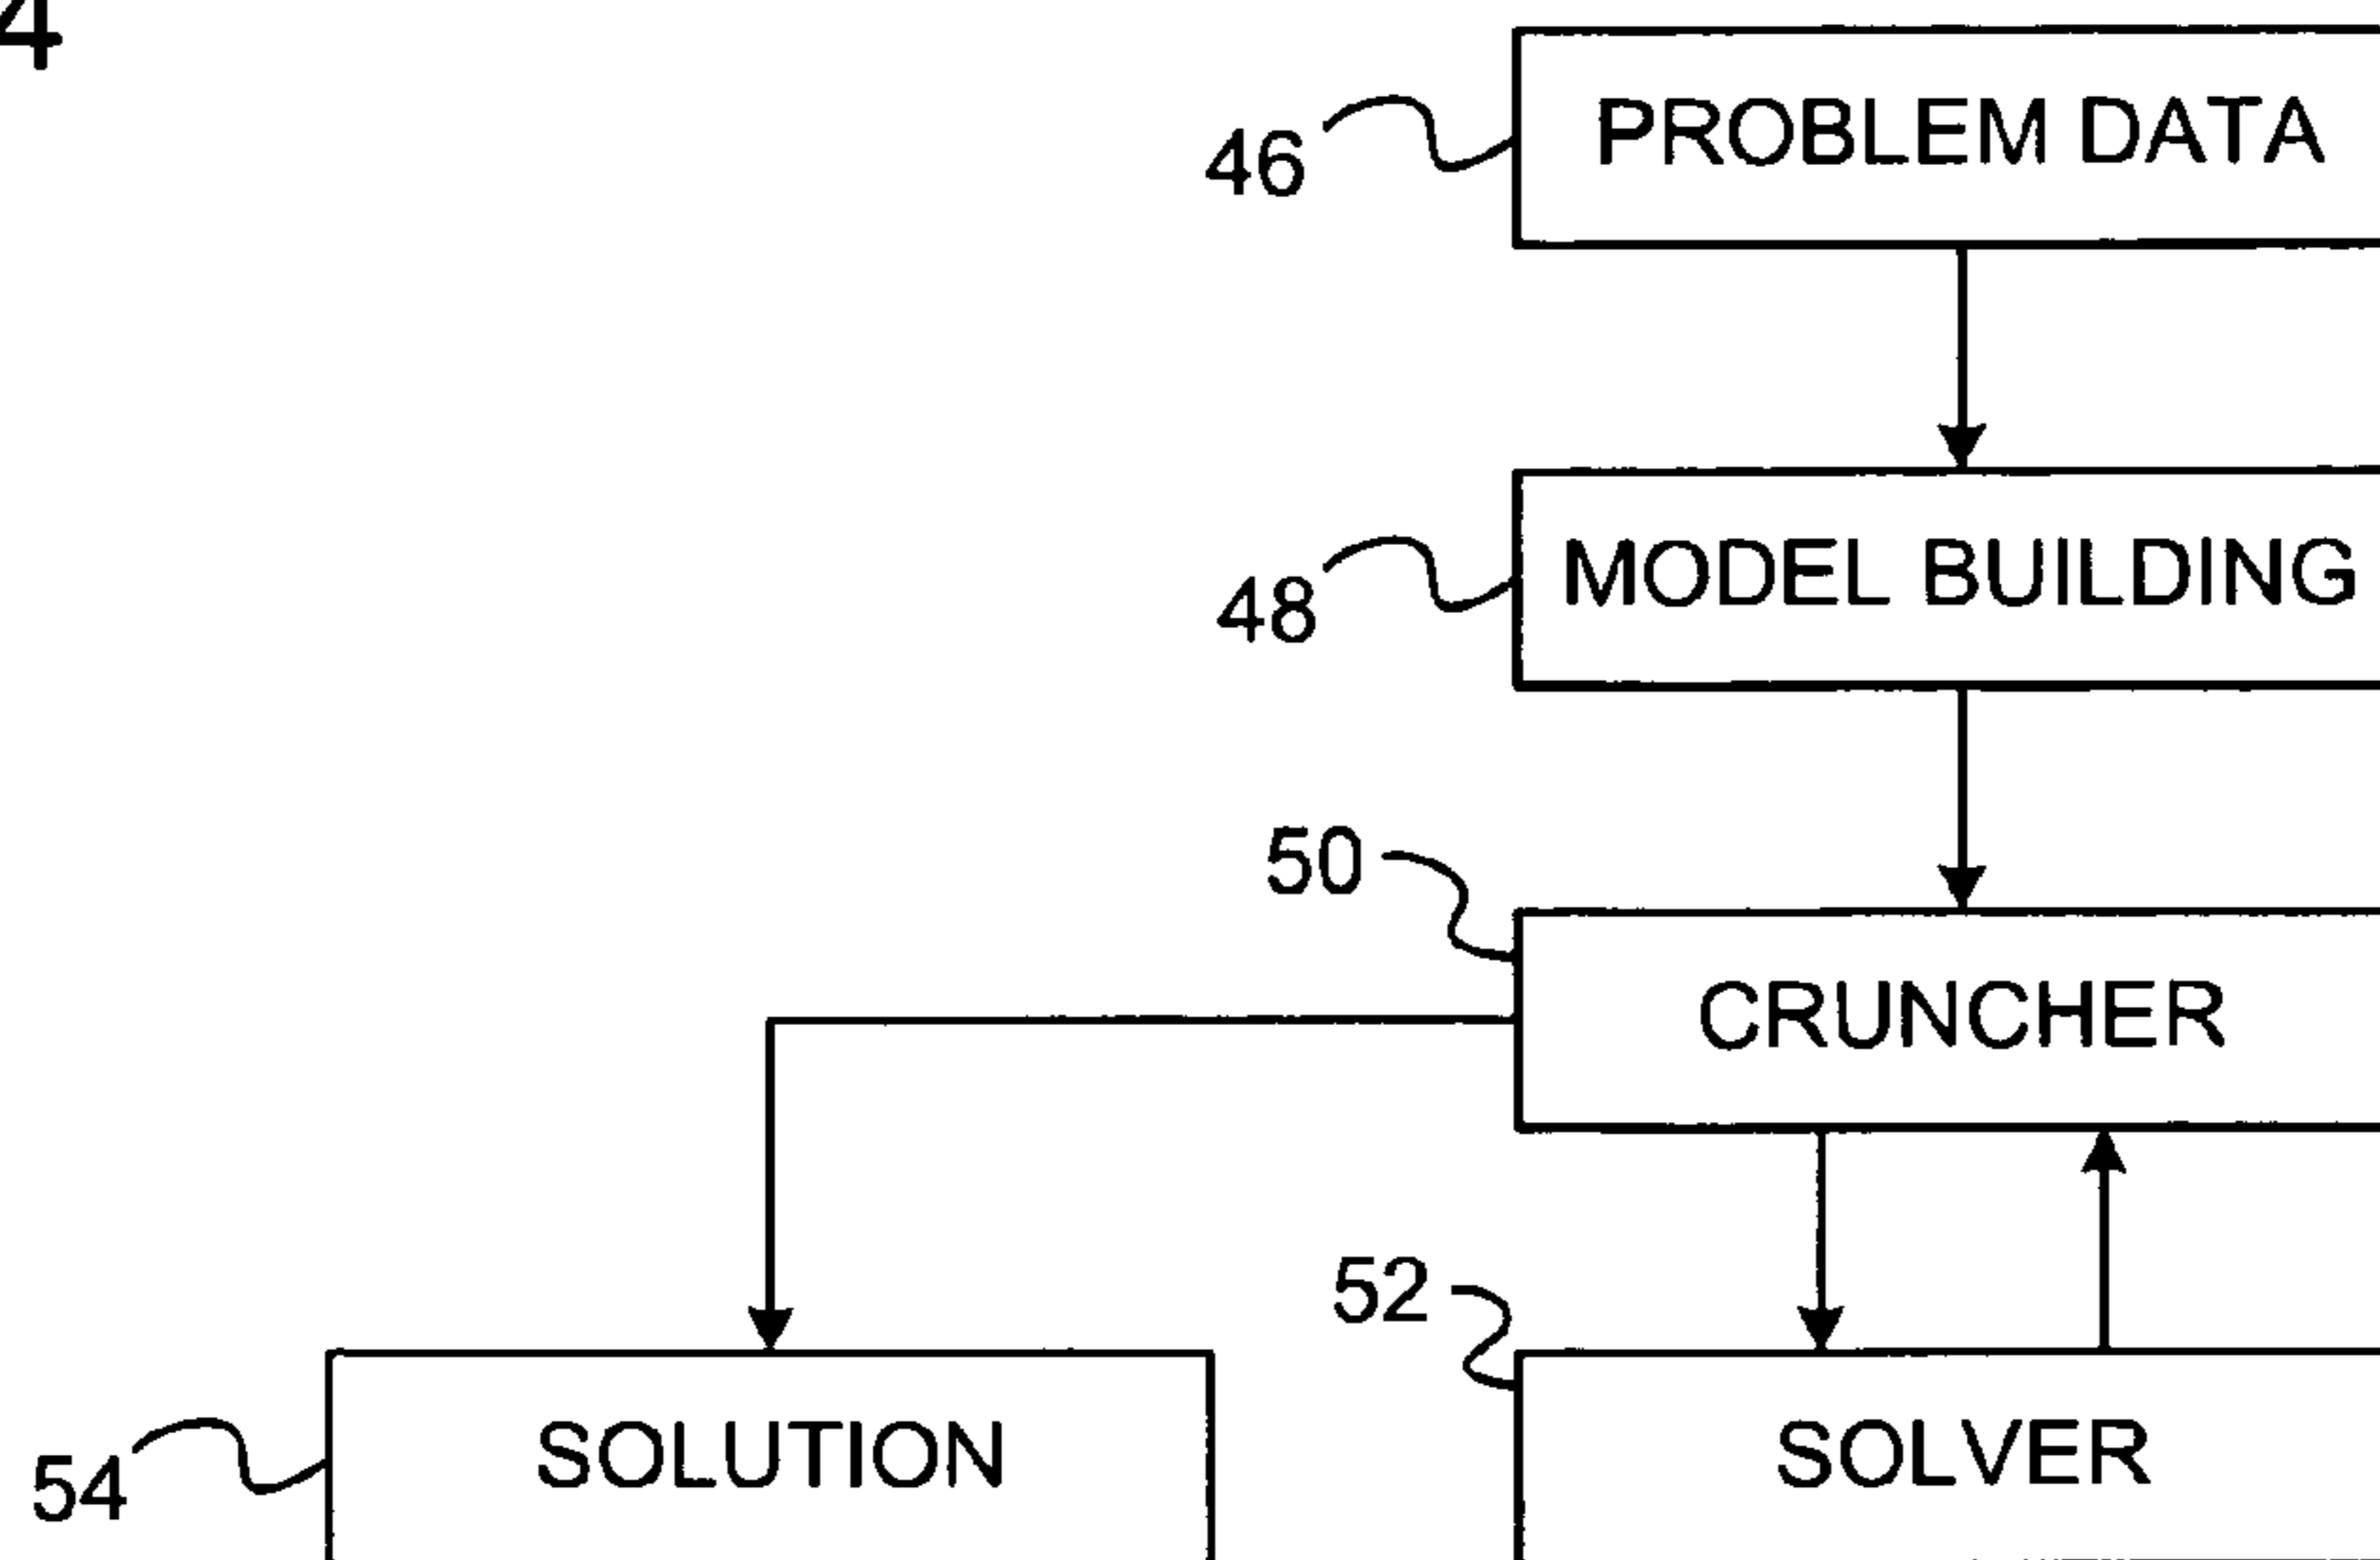 4
46
PROBLEM DATA
48
MODEL BUILDING
50
CRUNCHER
52
54
SOLUTION
SOLVER